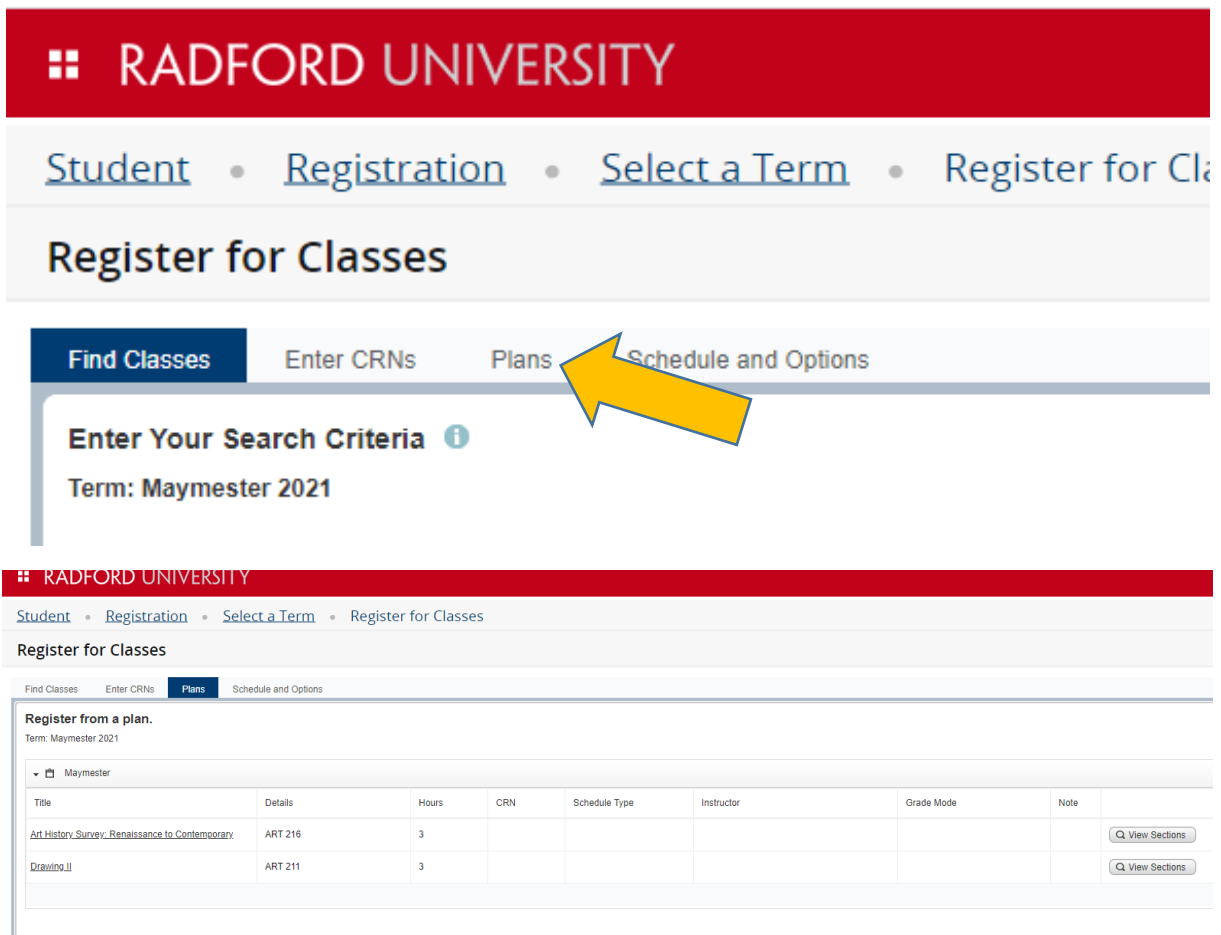 RADFORD UNIVERSITY
Student • Registration • Select a Term • Register for Cla
Register for Classes
Find Classes Enter CRNs Plans Schedule and Options
Enter Your Search Criteria
Term: Maymester 2021
RADFORD UNIVERSITY
Student • Registration • Select a Term • Register for Classes
Register for Classes
Find Classes Enter CRNs Plans Schedule and Options
Register from a plan.
Term: Maymester 2021
Maymester
Title Details Hours CRN Schedule Type Instructor Grade Mode Note
Art History Survey: Renaissance to Contemporary ART 216 3 View Sections
Drawing II ART 211 3 View Sections